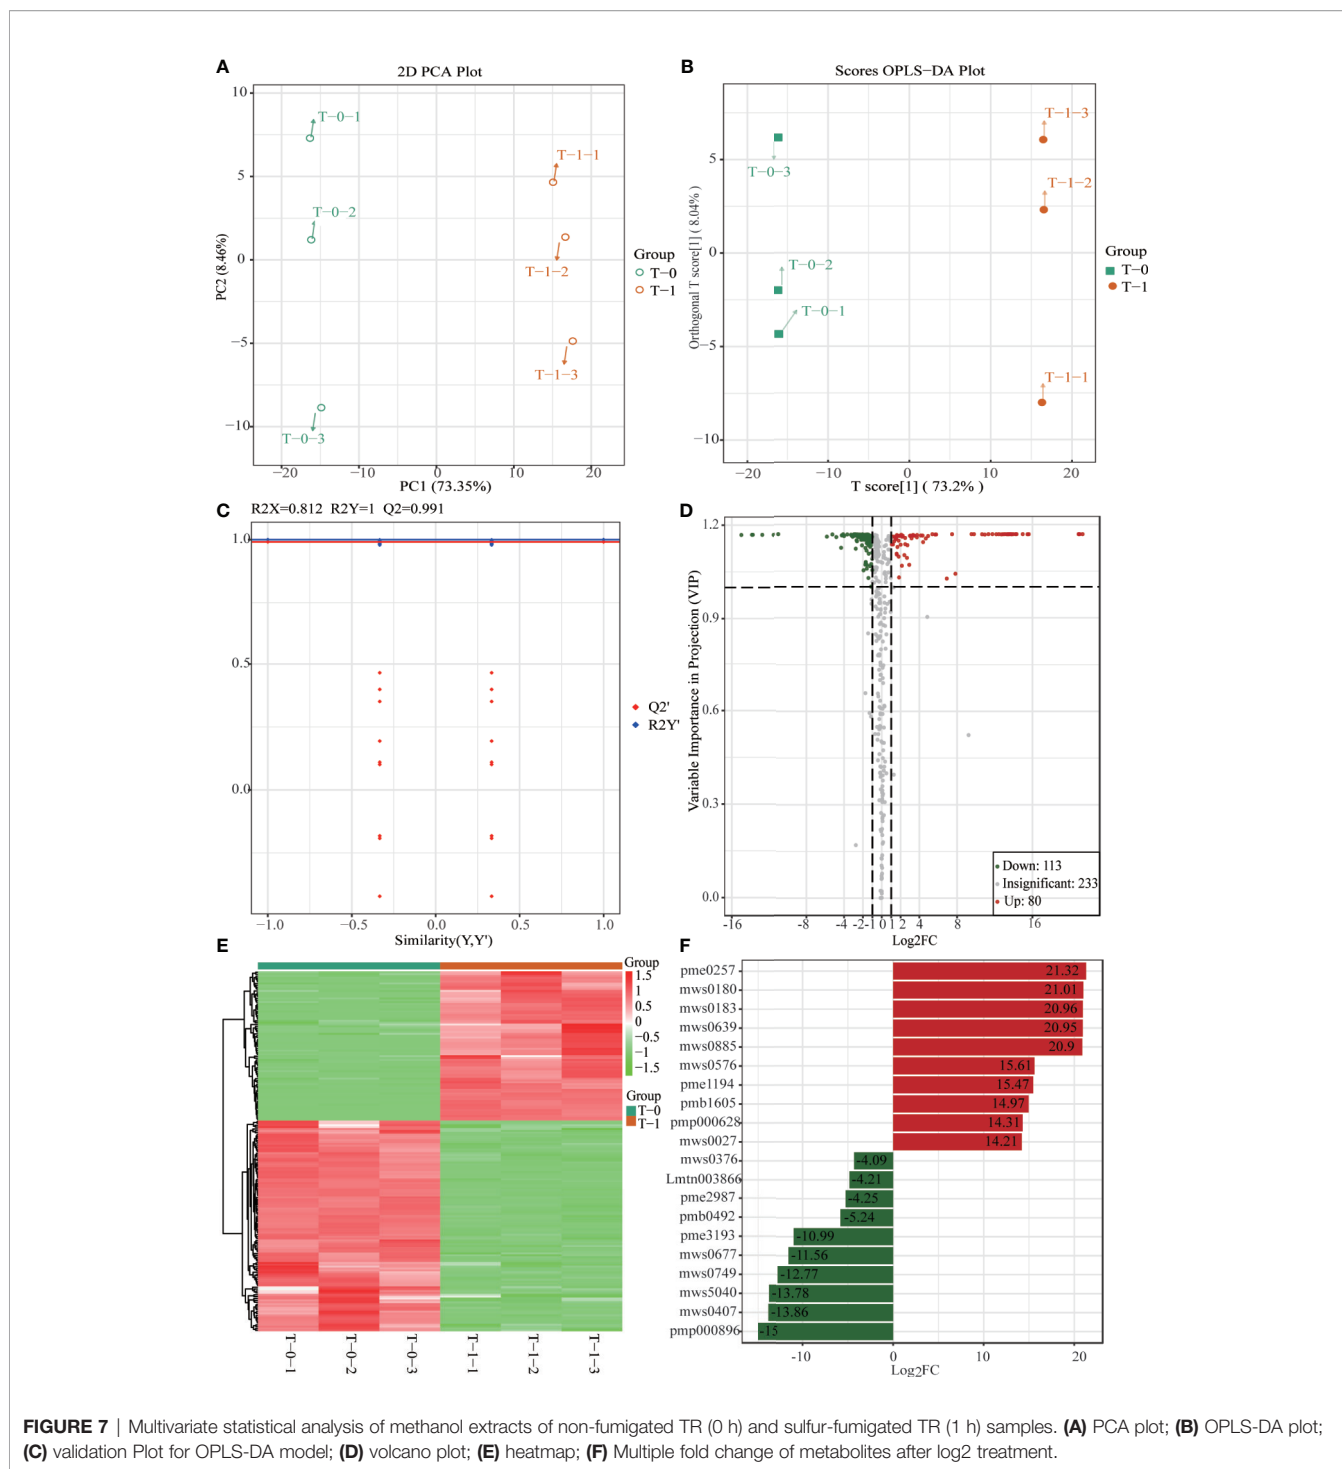 A
2D PCA Plot
10
5
0
−5
−10
PC2 (8.46%)
T−0−1
T−0−2
T−0−3
T−1−1
T−1−2
T−1−3
−20 −10 0 10 20
PC1 (73.35%)
Group
T−0
T−1
B
Scores OPLS−DA Plot
5
0
−5
−10
Orthogonal T score[1] ( 8.04% )
T−0−3
T−0−2
T−0−1
T−1−3
T−1−2
T−1−1
−20 −10 0 10 20
T score[1] ( 73.2% )
Group
T−0
T−1
C
R2X=0.812 R2Y=1 Q2=0.991
1.0
0.5
0.0
−1.0 −0.5 0.0 0.5 1.0
Similarity(Y,Y')
Q2'
R2Y'
D
1.2
0.9
0.6
0.3
0.0
Variable Importance in Projection (VIP)
-16 -8 -4 -2 -1 0 1 2 4 8 16
Log2FC
Down: 113
Insignificant: 233
Up: 80
E
Group
1.5
1
0.5
0
−0.5
−1
−1.5
Group
T−0
T−1
T−0−1
T−0−2
T−0−3
T−1−1
T−1−2
T−1−3
F
pme0257 21.32
mws0180 21.01
mws0183 20.96
mws0639 20.95
mws0885 20.9
mws0576 15.61
pme1194 15.47
pmb1605 14.97
pmp000628 14.31
mws0027 14.21
mws0376 -4.09
Lmtn003866 -4.21
pme2987 -4.25
pmb0492 -5.24
pme3193 -10.99
mws0677 -11.56
mws0749 -12.77
mws5040 -13.78
mws0407 -13.86
pmp000896 -15
-10 0 10 20
Log2FC
FIGURE 7 | Multivariate statistical analysis of methanol extracts of non-fumigated TR (0 h) and sulfur-fumigated TR (1 h) samples. (A) PCA plot; (B) OPLS-DA plot;
(C) validation Plot for OPLS-DA model; (D) volcano plot; (E) heatmap; (F) Multiple fold change of metabolites after log2 treatment.